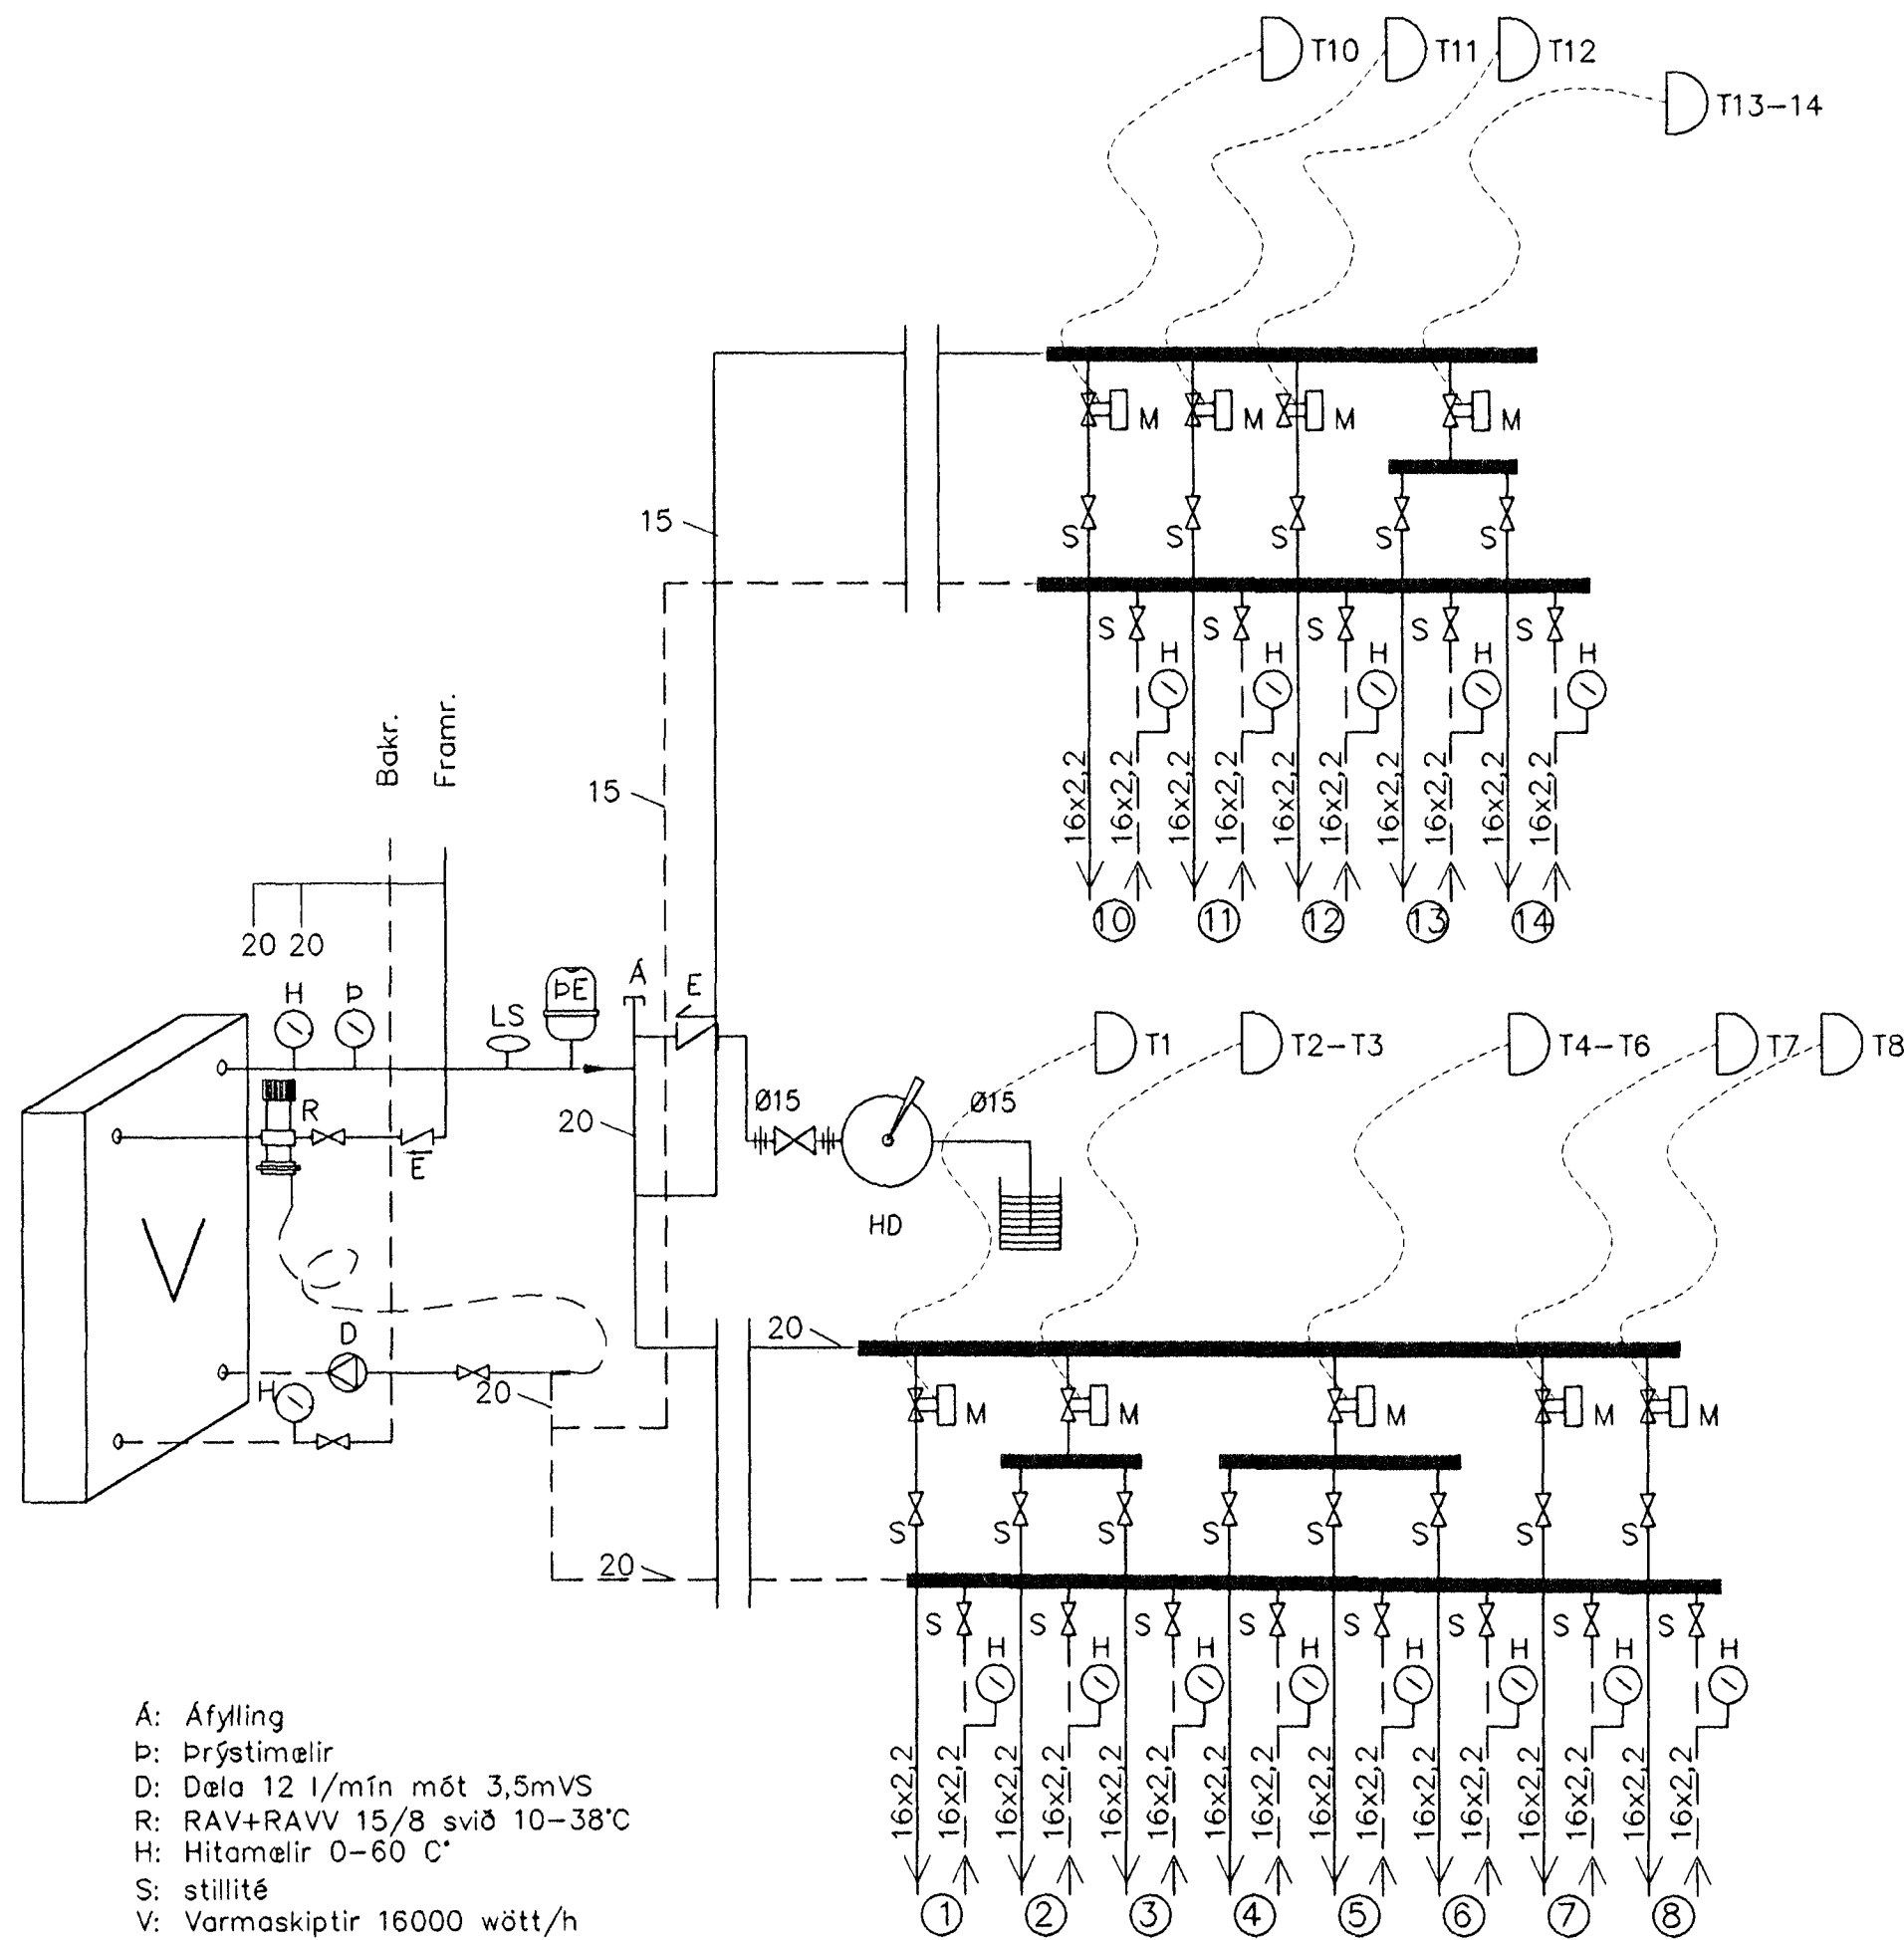 T10 T11 T12
T13-14
M M M M
15
S S S S S
S S S S S
H H H H H
Bakr.
Framr.
15
16x2,2 16x2,2 16x2,2 16x2,2 16x2,2 16x2,2 16x2,2 16x2,2 16x2,2 16x2,2
10 11 12 13 14
20 20
H Þ LS ÞE Á E
T1 T2-T3 T4-T6 T7 T8
R
E
20
Ø15 Ø15
HD
V
D
H
20
20
M M M M M
S S S S S S S S
20
S S S S S S S S
H H H H H H H H
16x2,2 16x2,2 16x2,2 16x2,2 16x2,2 16x2,2 16x2,2 16x2,2 16x2,2 16x2,2 16x2,2 16x2,2 16x2,2 16x2,2 16x2,2 16x2,2
1 2 3 4 5 6 7 8
Á: Áfylling
Þ: Þrýstimælir
D: Dæla 12 l/mín mót 3,5mVS
R: RAV+RAVV 15/8 svið 10-38°C
H: Hitamælir 0-60 C°
S: stillité
V: Varmaskiptir 16000 wött/h